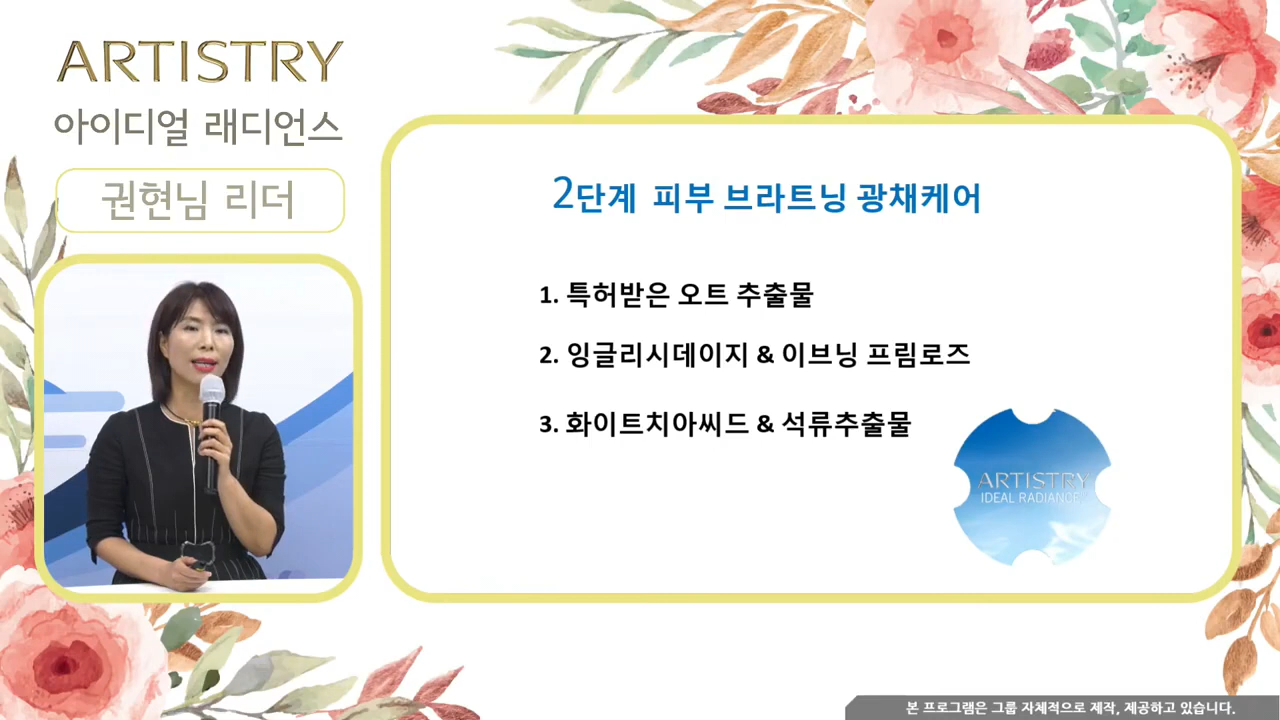 ARTISTRY
아이디얼 래디언스
권현님 리더
2단계 피부 브라트닝 광채케어
1. 특허받은 오트 추출물
2. 잉글리시데이지 & 이브닝 프림로즈
3. 화이트치아씨드 & 석류추출물
ARTISTRY
IDEAL RADIANCE
본 프로그램은 그룹 자체적으로 제작, 제공하고 있습니다.